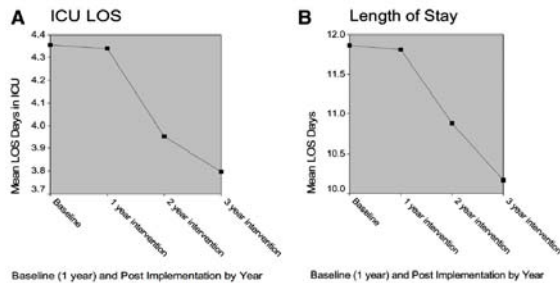 A ICU LOS
4.4
4.3
4.2
4.1
4.0
3.9
3.8
3.7
Mean LOS Days in ICU
Baseline
1 year intervention
2 year intervention
3 year intervention
Baseline (1 year) and Post Implementation by Year
B Length of Stay
12.0
11.5
11.0
10.5
10.0
Mean LOS Days
Baseline
1 year intervention
2 year intervention
3 year intervention
Baseline (1 year) and Post Implementation by Year